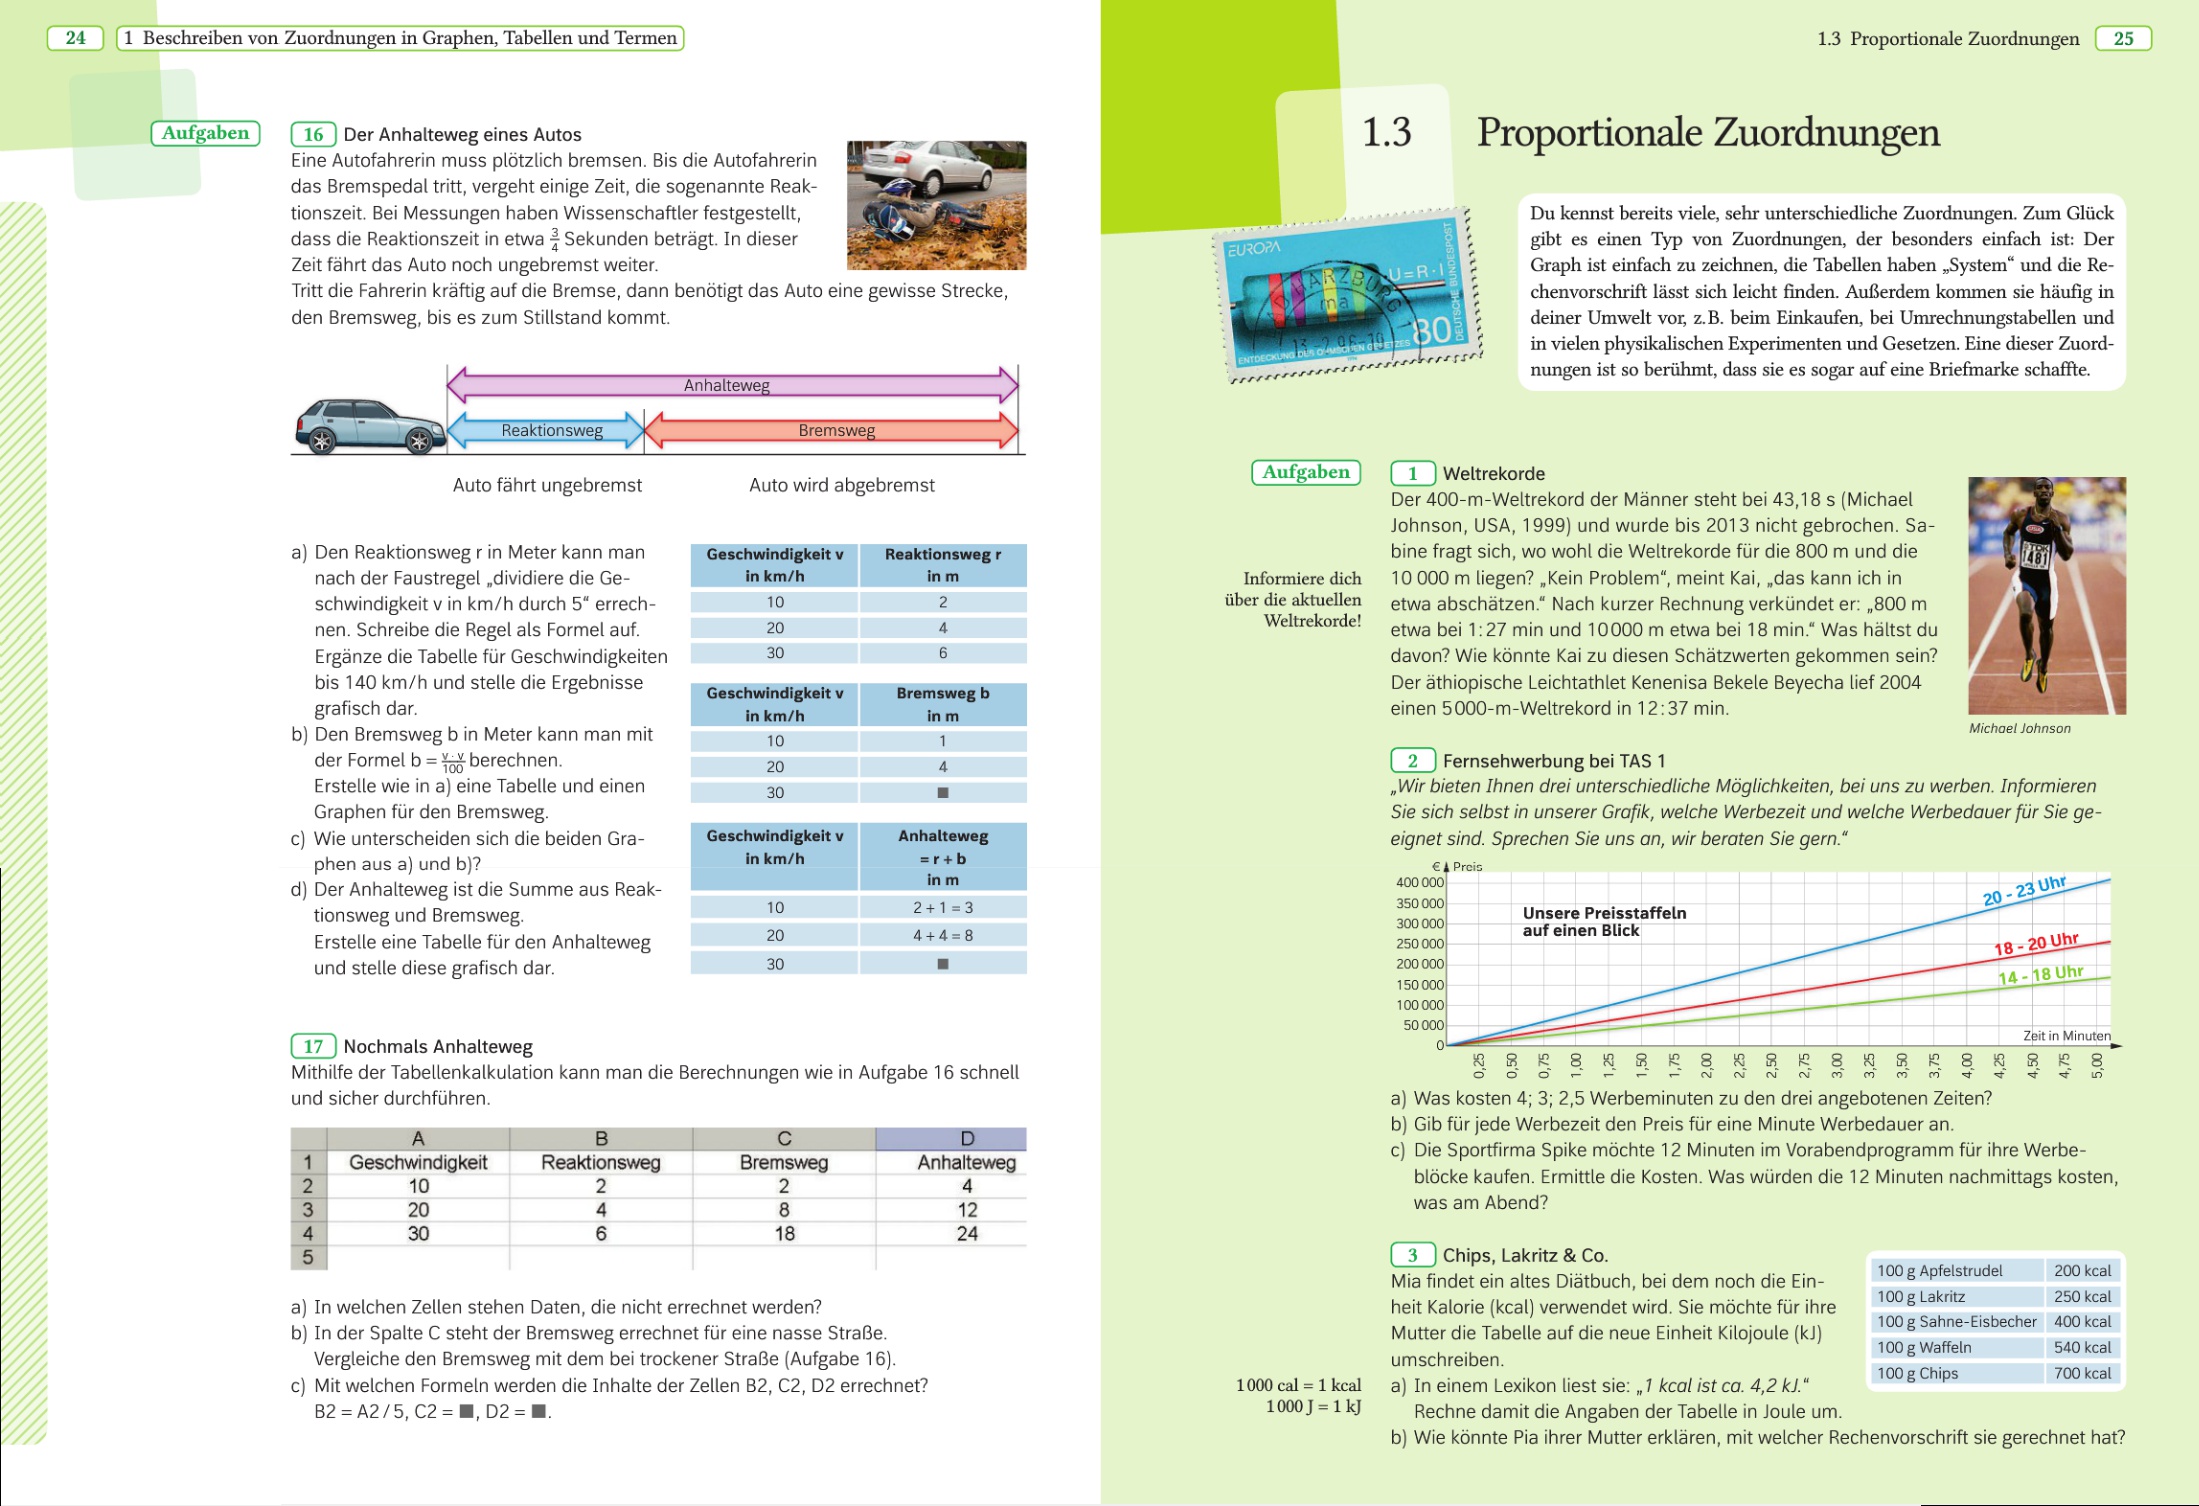 24 1 Beschreiben von Zuordnungen in Graphen, Tabellen und Termen
Aufgaben
16 Der Anhalteweg eines Autos
Eine Autofahrerin muss plötzlich bremsen. Bis die Autofahrerin
das Bremspedal tritt, vergeht einige Zeit, die sogenannte Reak-
tionszeit. Bei Messungen haben Wissenschaftler festgestellt,
dass die Reaktionszeit in etwa 3/4 Sekunden beträgt. In dieser
Zeit fährt das Auto noch ungebremst weiter.
Tritt die Fahrerin kräftig auf die Bremse, dann benötigt das Auto eine gewisse Strecke,
den Bremsweg, bis es zum Stillstand kommt.
Anhalteweg
Reaktionsweg Bremsweg
Auto fährt ungebremst Auto wird abgebremst
a) Den Reaktionsweg r in Meter kann man
nach der Faustregel „dividiere die Ge-
schwindigkeit v in km/h durch 5“ errech-
nen. Schreibe die Regel als Formel auf.
Ergänze die Tabelle für Geschwindigkeiten
bis 140 km/h und stelle die Ergebnisse
grafisch dar.
b) Den Bremsweg b in Meter kann man mit
der Formel b = v · v/100 berechnen.
Erstelle wie in a) eine Tabelle und einen
Graphen für den Bremsweg.
c) Wie unterscheiden sich die beiden Gra-
phen aus a) und b)?
d) Der Anhalteweg ist die Summe aus Reak-
tionsweg und Bremsweg.
Erstelle eine Tabelle für den Anhalteweg
und stelle diese grafisch dar.
Geschwindigkeit v Reaktionsweg r
in km/h in m
10 2
20 4
30 6
Geschwindigkeit v Bremsweg b
in km/h in m
10 1
20 4
30 ■
Geschwindigkeit v Anhalteweg
in km/h = r + b
in m
10 2 + 1 = 3
20 4 + 4 = 8
30 ■
17 Nochmals Anhalteweg
Mithilfe der Tabellenkalkulation kann man die Berechnungen wie in Aufgabe 16 schnell
und sicher durchführen.
A B C D
1 Geschwindigkeit Reaktionsweg Bremsweg Anhalteweg
2 10 2 2 4
3 20 4 8 12
4 30 6 18 24
5
a) In welchen Zellen stehen Daten, die nicht errechnet werden?
b) In der Spalte C steht der Bremsweg errechnet für eine nasse Straße.
Vergleiche den Bremsweg mit dem bei trockener Straße (Aufgabe 16).
c) Mit welchen Formeln werden die Inhalte der Zellen B2, C2, D2 errechnet?
B2 = A2 / 5, C2 = ■, D2 = ■.
1.3 Proportionale Zuordnungen 25
1.3 Proportionale Zuordnungen
EUROPA
U=R·I
DEUTSCHE BUNDESPOST
80
ENTDECKUNG DES OHMSCHEN GESETZES
Du kennst bereits viele, sehr unterschiedliche Zuordnungen. Zum Glück
gibt es einen Typ von Zuordnungen, der besonders einfach ist: Der
Graph ist einfach zu zeichnen, die Tabellen haben „System“ und die Re-
chenvorschrift lässt sich leicht finden. Außerdem kommen sie häufig in
deiner Umwelt vor, z. B. beim Einkaufen, bei Umrechnungstabellen und
in vielen physikalischen Experimenten und Gesetzen. Eine dieser Zuord-
nungen ist so berühmt, dass sie es sogar auf eine Briefmarke schaffte.
Aufgaben
1 Weltrekorde
Der 400-m-Weltrekord der Männer steht bei 43,18 s (Michael
Johnson, USA, 1999) und wurde bis 2013 nicht gebrochen. Sa-
bine fragt sich, wo wohl die Weltrekorde für die 800 m und die
10 000 m liegen? „Kein Problem“, meint Kai, „das kann ich in
etwa abschätzen.“ Nach kurzer Rechnung verkündet er: „800 m
etwa bei 1:27 min und 10 000 m etwa bei 18 min.“ Was hältst du
davon? Wie könnte Kai zu diesen Schätzwerten gekommen sein?
Der äthiopische Leichtathlet Kenenisa Bekele Beyecha lief 2004
einen 5 000-m-Weltrekord in 12:37 min.
Informiere dich
über die aktuellen
Weltrekorde!
TDK
1481
Michael Johnson
2 Fernsehwerbung bei TAS 1
„Wir bieten Ihnen drei unterschiedliche Möglichkeiten, bei uns zu werben. Informieren
Sie sich selbst in unserer Grafik, welche Werbezeit und welche Werbedauer für Sie ge-
eignet sind. Sprechen Sie uns an, wir beraten Sie gern.“
€ Preis
400 000
350 000
300 000
250 000
200 000
150 000
100 000
50 000
0
Unsere Preisstaffeln
auf einen Blick
20 - 23 Uhr
18 - 20 Uhr
14 - 18 Uhr
Zeit in Minuten
0,25 0,50 0,75 1,00 1,25 1,50 1,75 2,00 2,25 2,50 2,75 3,00 3,25 3,50 3,75 4,00 4,25 4,50 4,75 5,00
a) Was kosten 4; 3; 2,5 Werbeminuten zu den drei angebotenen Zeiten?
b) Gib für jede Werbezeit den Preis für eine Minute Werbedauer an.
c) Die Sportfirma Spike möchte 12 Minuten im Vorabendprogramm für ihre Werbe-
blöcke kaufen. Ermittle die Kosten. Was würden die 12 Minuten nachmittags kosten,
was am Abend?
3 Chips, Lakritz & Co.
Mia findet ein altes Diätbuch, bei dem noch die Ein-
heit Kalorie (kcal) verwendet wird. Sie möchte für ihre
Mutter die Tabelle auf die neue Einheit Kilojoule (kJ)
umschreiben.
a) In einem Lexikon liest sie: „1 kcal ist ca. 4,2 kJ.“
Rechne damit die Angaben der Tabelle in Joule um.
b) Wie könnte Pia ihrer Mutter erklären, mit welcher Rechenvorschrift sie gerechnet hat?
1 000 cal = 1 kcal
1 000 J = 1 kJ
100 g Apfelstrudel 200 kcal
100 g Lakritz 250 kcal
100 g Sahne-Eisbecher 400 kcal
100 g Waffeln 540 kcal
100 g Chips 700 kcal